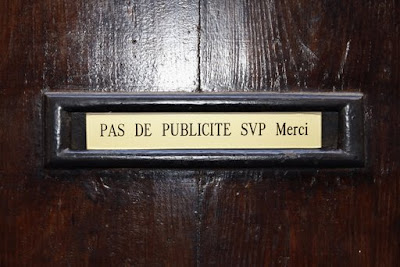 PAS DE PUBLICITE SVP Merci